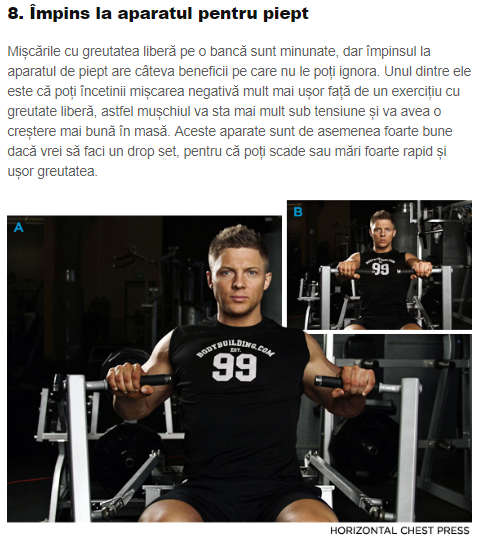 8. Împins la aparatul pentru piept
Mișcările cu greutatea liberă pe o bancă sunt minunate, dar împinsul la
aparatul de piept are câteva beneficii pe care nu le poți ignora. Unul dintre ele
este că poți încetinii mișcarea negativă mult mai ușor față de un exercițiu cu
greutate liberă, astfel mușchiul va sta mai mult sub tensiune și va avea o
creștere mai bună în masă. Aceste aparate sunt de asemenea foarte bune
dacă vrei să faci un drop set, pentru că poți scade sau mări foarte rapid și
ușor greutatea.
A
B
BODYBUILDING.COM
EST.
99
99
HORIZONTAL CHEST PRESS